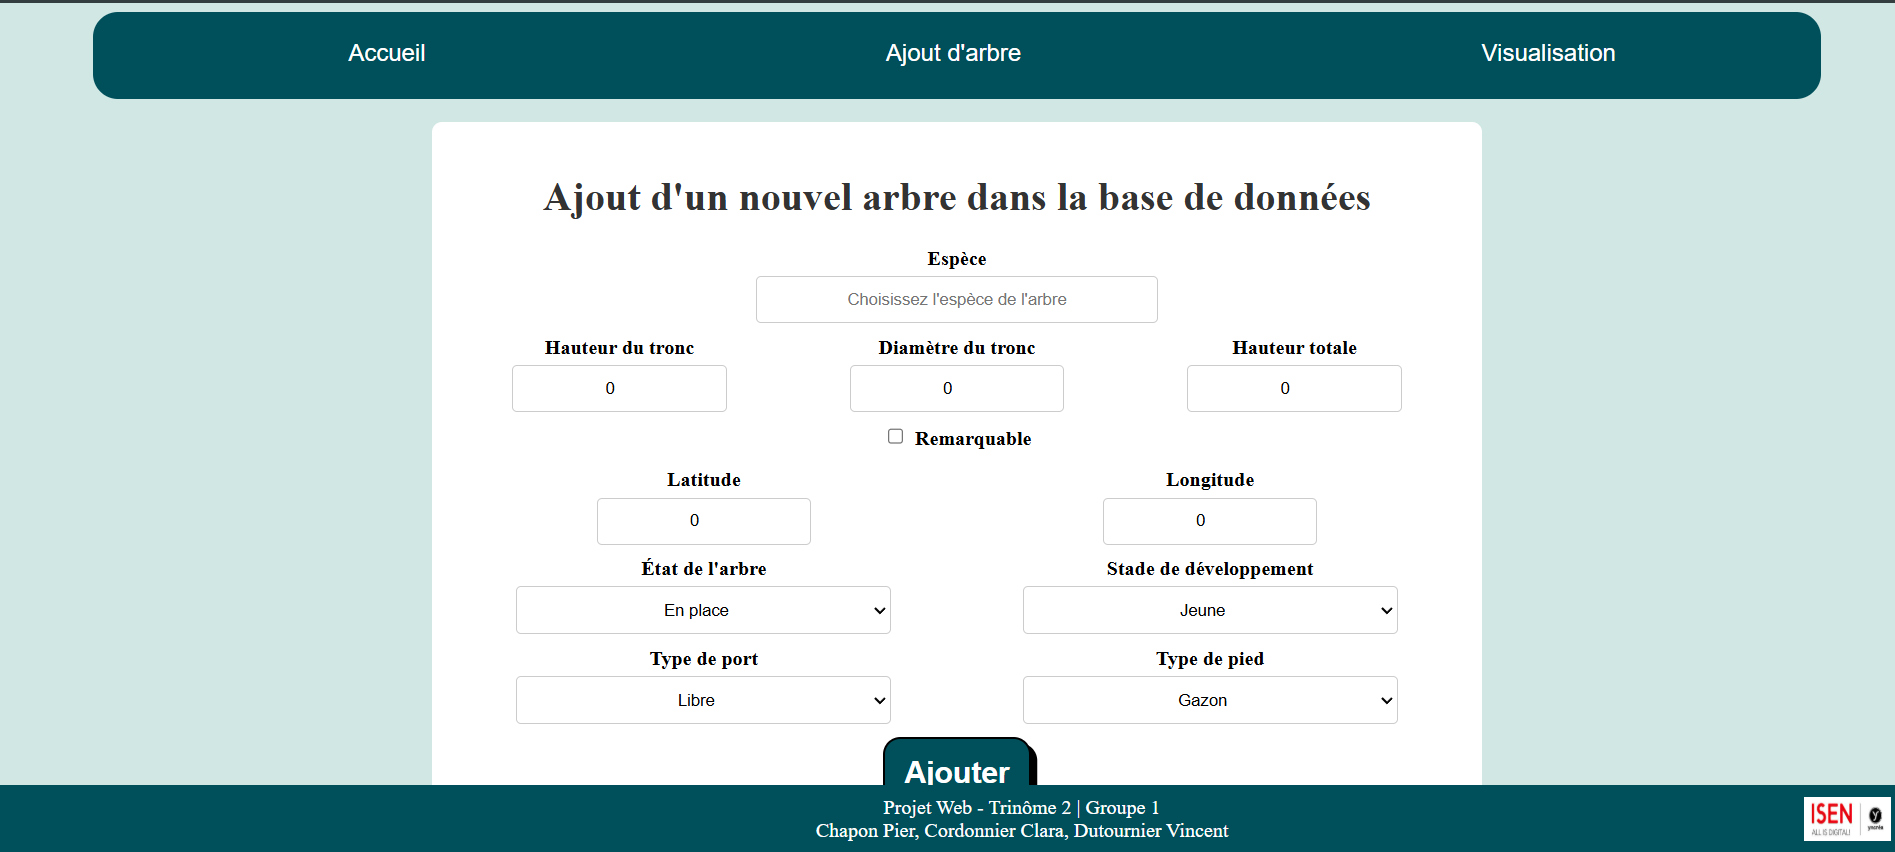 Accueil Ajout d'arbre Visualisation
Ajout d'un nouvel arbre dans la base de données
Espèce
Choisissez l'espèce de l'arbre
Hauteur du tronc Diamètre du tronc Hauteur totale
0 0 0
Remarquable
Latitude Longitude
0 0
État de l'arbre Stade de développement
En place Jeune
Type de port Type de pied
Libre Gazon
Ajouter
Projet Web - Trinôme 2 | Groupe 1
Chapon Pier, Cordonnier Clara, Dutournier Vincent
ISEN
ALL IS DIGITAL!